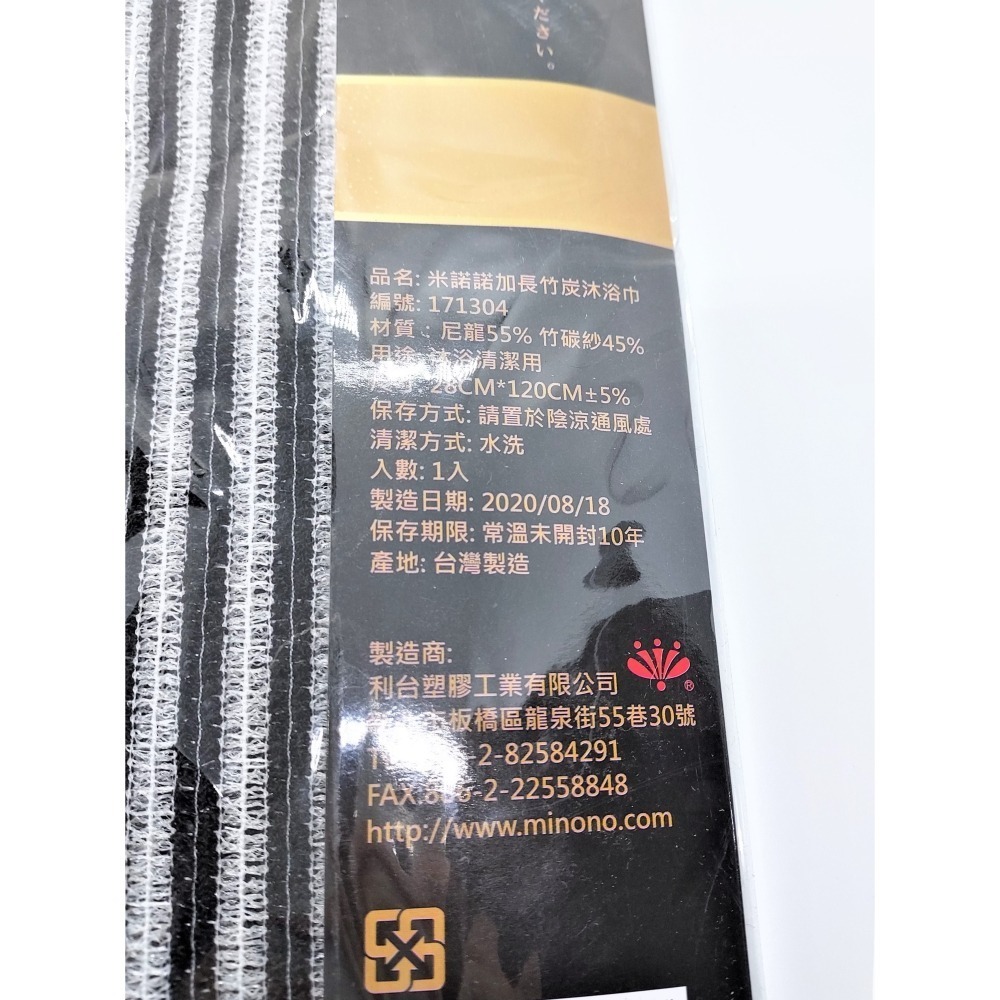 ださい。
品名: 米諾諾加長竹炭沐浴巾
編號: 171304
材質: 尼龍55% 竹碳紗45%
用途: 沐浴清潔用
28CM*120CM±5%
保存方式: 請置於陰涼通風處
清潔方式: 水洗
入數: 1入
製造日期: 2020/08/18
保存期限: 常溫未開封10年
產地: 台灣製造
製造商:
利台塑膠工業有限公司
板橋區龍泉街55巷30號
-2-82584291
FAX:886-2-22558848
http://www.minono.com
®